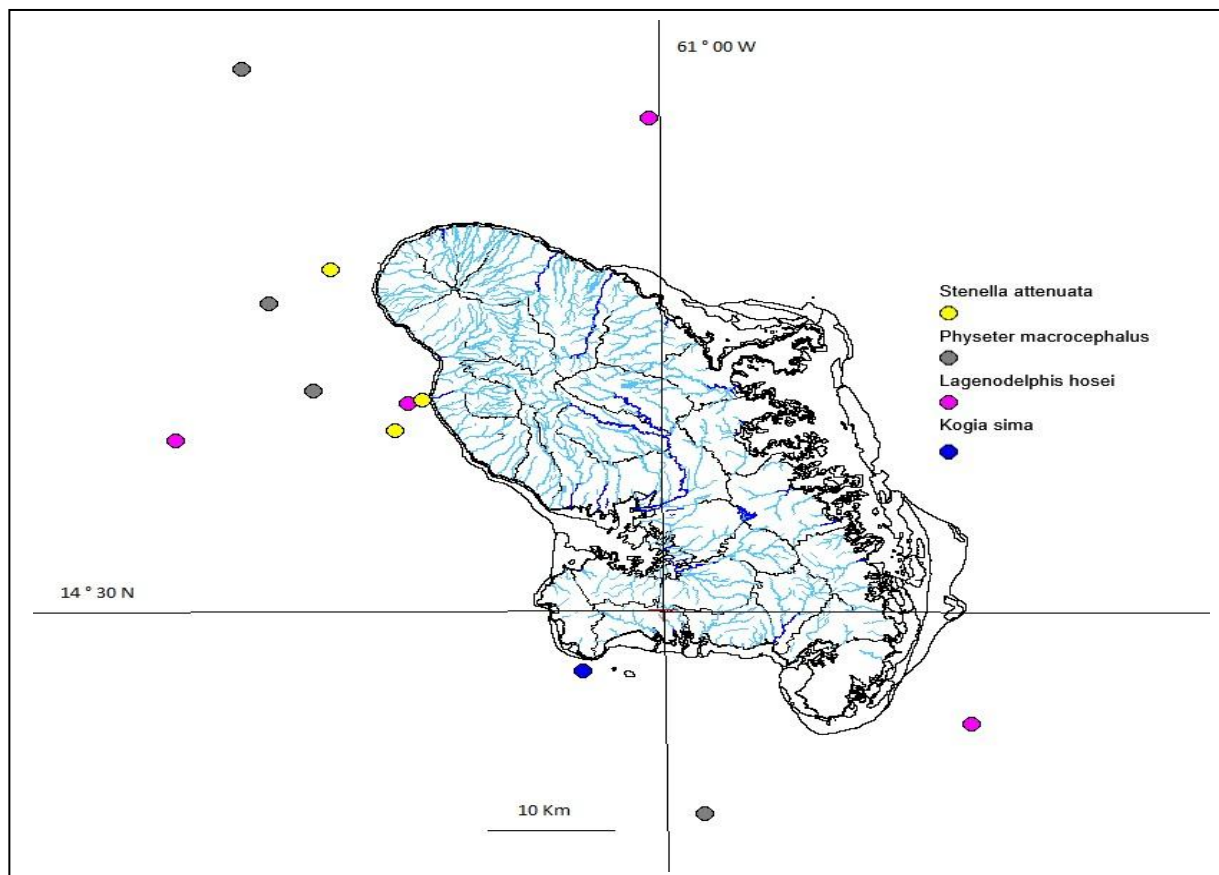 61 ° 00 W
Stenella attenuata
Physeter macrocephalus
Lagenodelphis hosei
Kogia sima
14 ° 30 N
10 Km